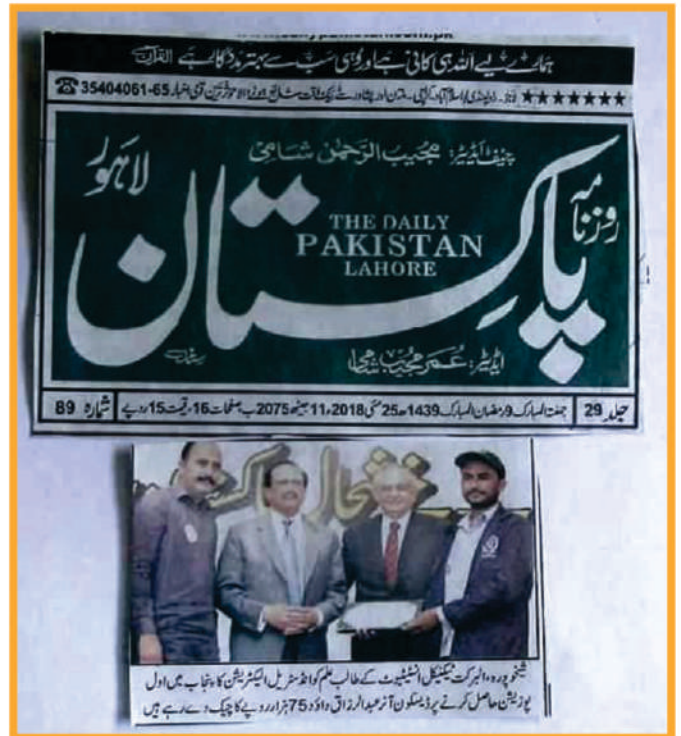 ہمارے لیے اللہ ہی کافی ہے اور وہی سب سے بہتر مددگار ہے القرآن
35404061-65
چیف ایڈیٹر: مجیب الرحمٰن شامی
لاہور
روزنامہ
پاکستان
THE DAILY
PAKISTAN
LAHORE
ایڈیٹر: عمر مجیب شامی
جلد 29
جمعۃ المبارک 9 رمضان المبارک 1439ھ 25 مئی 2018ء 11 جیٹھ 2075 ب صفحات 16، قیمت 15 روپے
شمارہ 89
شیخوپورہ، البرکت ٹیکنیکل انسٹیٹیوٹ کے طالب علم کو انڈسٹریل الیکٹریشن کا پنجاب میں اول
پوزیشن حاصل کرنے پر ڈیسکون آنر عبدالرزاق داؤد 75 ہزار روپے کا چیک دے رہے ہیں